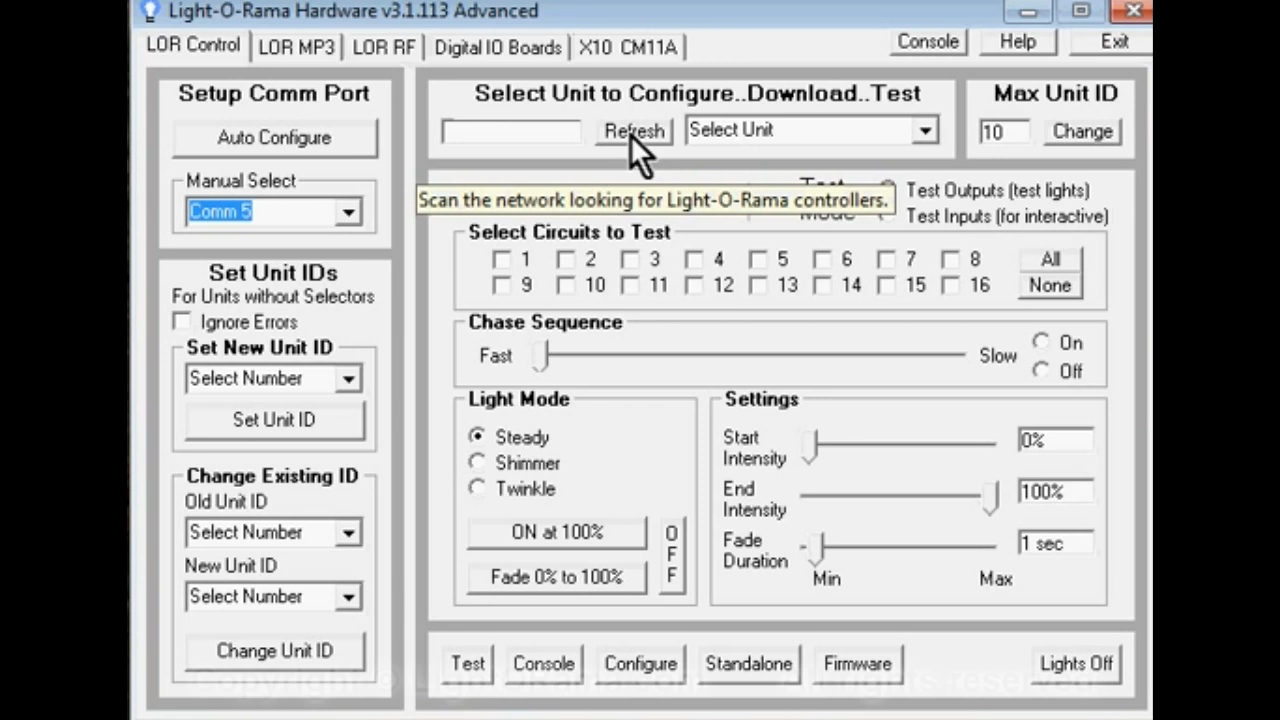 Light-O-Rama Hardware v3.1.113 Advanced
LOR Control LOR MP3 LOR RF Digital IO Boards X10 CM11A Console Help Exit
Setup Comm Port
Auto Configure
Manual Select
Comm 5
Set Unit IDs
For Units without Selectors
Ignore Errors
Set New Unit ID
Select Number
Set Unit ID
Change Existing ID
Old Unit ID
Select Number
New Unit ID
Select Number
Change Unit ID
Select Unit to Configure..Download..Test
Refresh Select Unit
Max Unit ID
10 Change
Scan the network looking for Light-O-Rama controllers.
Test
Mode
Test Outputs (test lights)
Test Inputs (for interactive)
Select Circuits to Test
1 2 3 4 5 6 7 8 All
9 10 11 12 13 14 15 16 None
Chase Sequence
Fast Slow On
Off
Light Mode
Steady
Shimmer
Twinkle
ON at 100%
Fade 0% to 100%
OFF
Settings
Start
Intensity
0%
End
Intensity
100%
Fade
Duration
1 sec
Min Max
Test Console Configure Standalone Firmware Lights Off